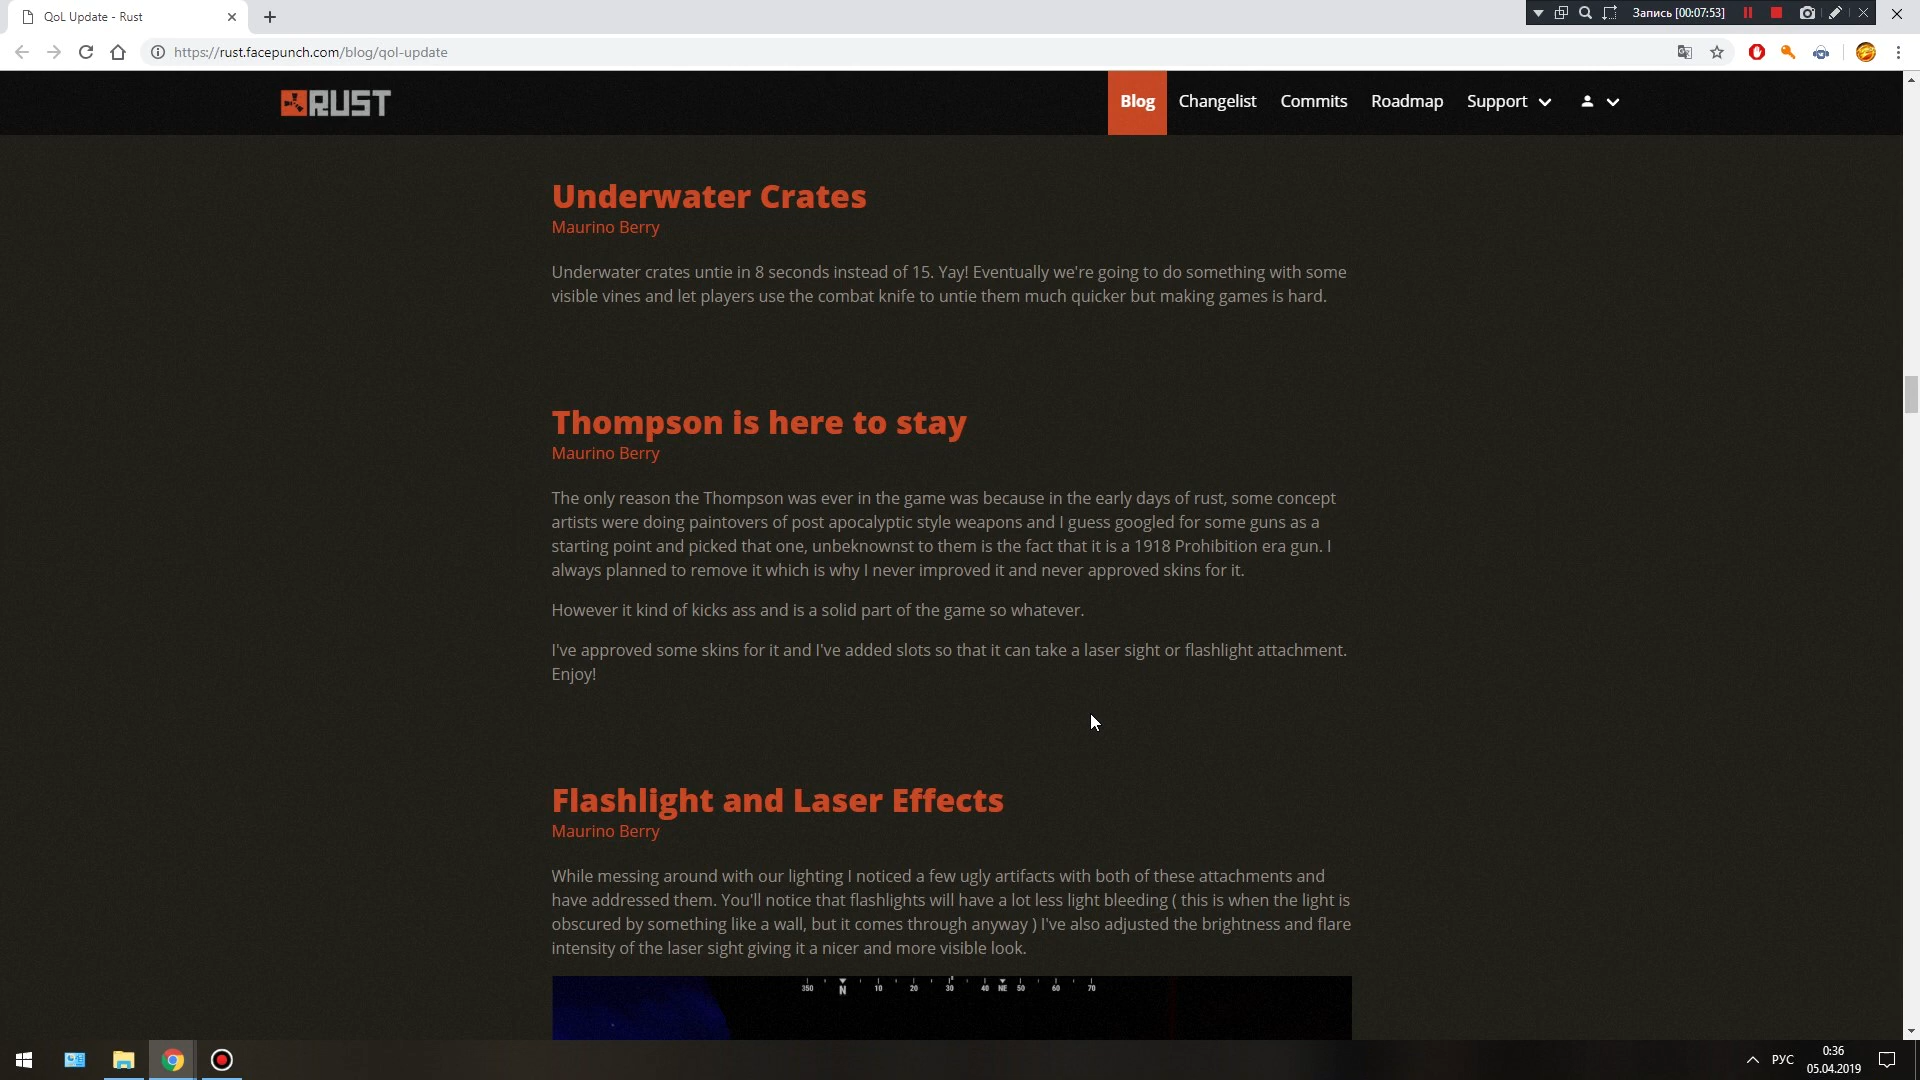 QoL Update - Rust
Запись [00:07:53]
https://rust.facepunch.com/blog/qol-update
RUST
Blog
Changelist
Commits
Roadmap
Support
Underwater Crates
Maurino Berry
Underwater crates untie in 8 seconds instead of 15. Yay! Eventually we're going to do something with some
visible vines and let players use the combat knife to untie them much quicker but making games is hard.
Thompson is here to stay
Maurino Berry
The only reason the Thompson was ever in the game was because in the early days of rust, some concept
artists were doing paintovers of post apocalyptic style weapons and I guess googled for some guns as a
starting point and picked that one, unbeknownst to them is the fact that it is a 1918 Prohibition era gun. I
always planned to remove it which is why I never improved it and never approved skins for it.
However it kind of kicks ass and is a solid part of the game so whatever.
I've approved some skins for it and I've added slots so that it can take a laser sight or flashlight attachment.
Enjoy!
Flashlight and Laser Effects
Maurino Berry
While messing around with our lighting I noticed a few ugly artifacts with both of these attachments and
have addressed them. You'll notice that flashlights will have a lot less light bleeding ( this is when the light is
obscured by something like a wall, but it comes through anyway ) I've also adjusted the brightness and flare
intensity of the laser sight giving it a nicer and more visible look.
350 N 10 20 30 40 NE 50 60 70
РУС
0:36
05.04.2019